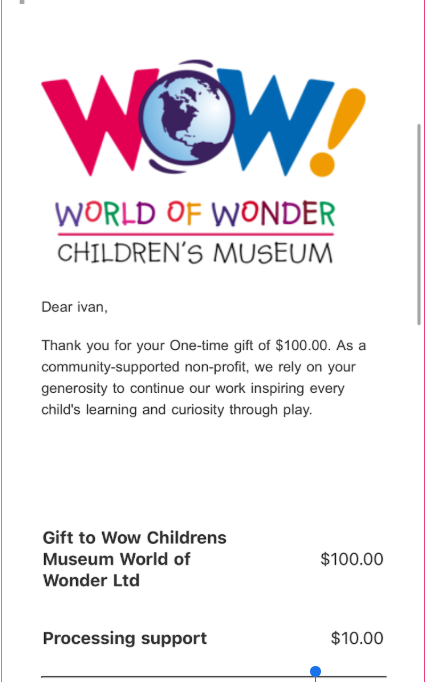 WOW!
WORLD OF WONDER
CHILDREN'S MUSEUM
Dear ivan,
Thank you for your One-time gift of $100.00. As a
community-supported non-profit, we rely on your
generosity to continue our work inspiring every
child's learning and curiosity through play.
Gift to Wow Childrens
Museum World of $100.00
Wonder Ltd
Processing support $10.00